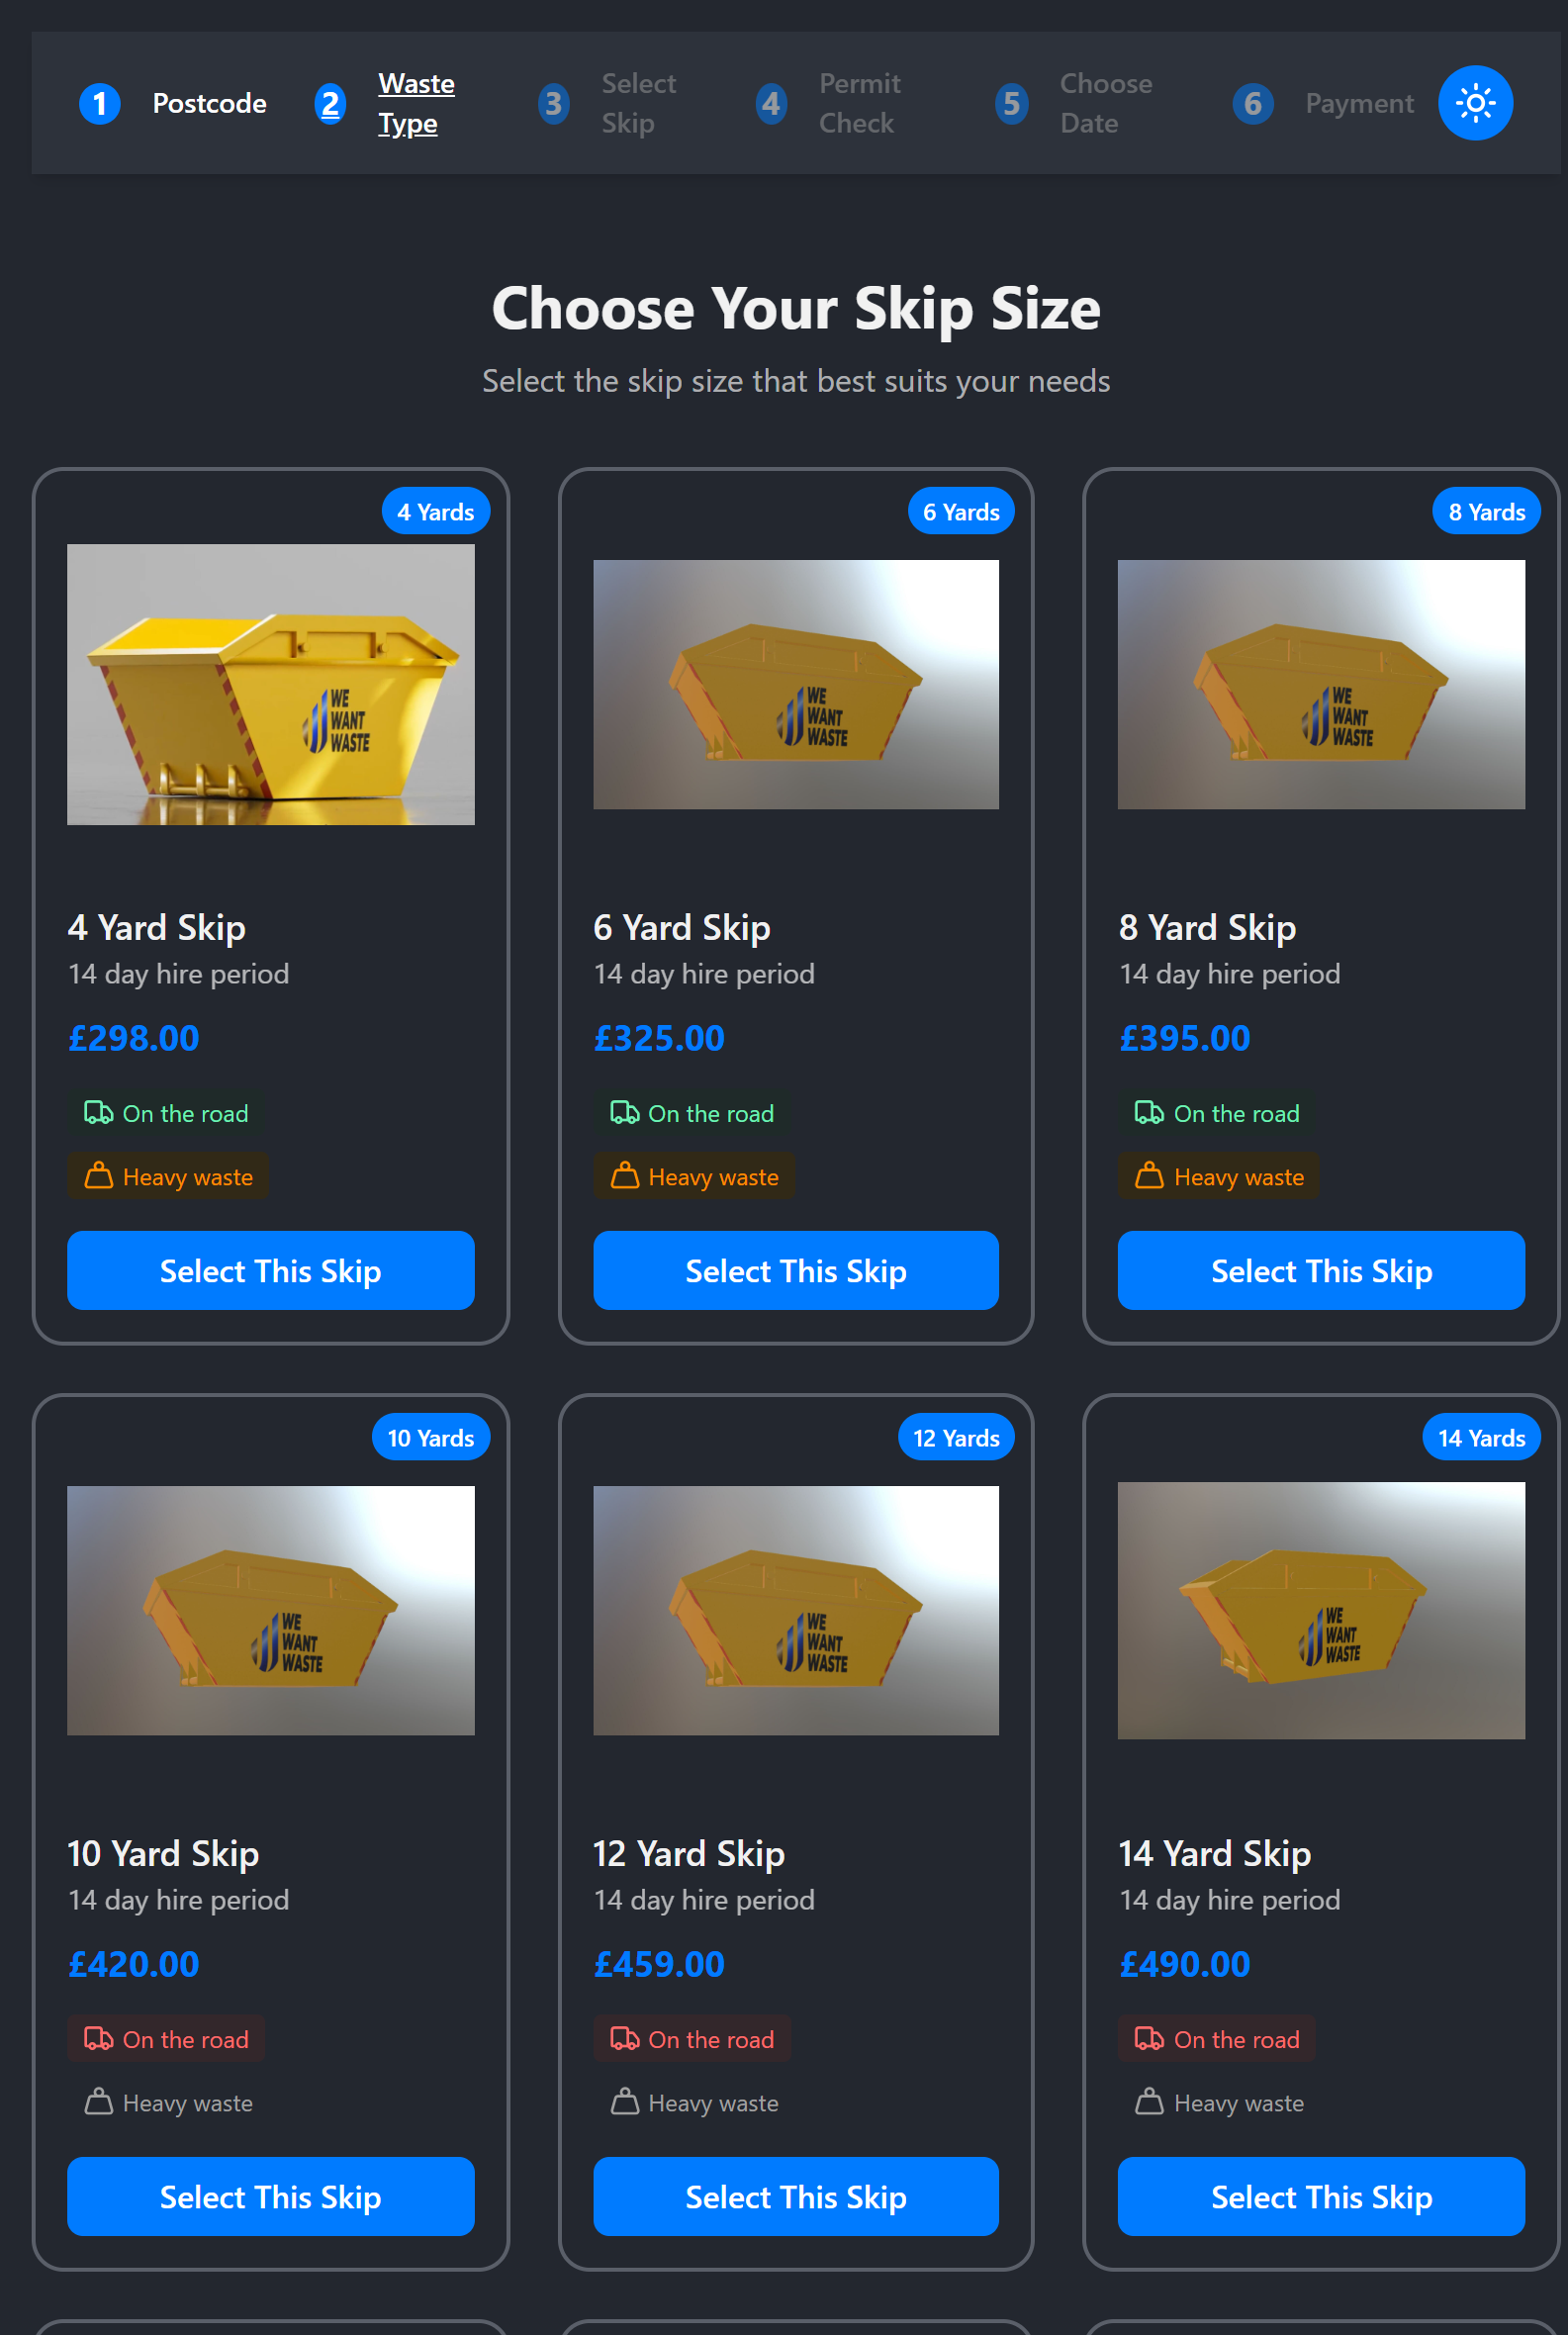 1 Postcode
2 Waste Type
3 Select Skip
4 Permit Check
5 Choose Date
6 Payment
Choose Your Skip Size
Select the skip size that best suits your needs
4 Yards
WE
WANT
WASTE
4 Yard Skip
14 day hire period
£298.00
On the road
Heavy waste
Select This Skip
6 Yards
WE
WANT
WASTE
6 Yard Skip
14 day hire period
£325.00
On the road
Heavy waste
Select This Skip
8 Yards
WE
WANT
WASTE
8 Yard Skip
14 day hire period
£395.00
On the road
Heavy waste
Select This Skip
10 Yards
WE
WANT
WASTE
10 Yard Skip
14 day hire period
£420.00
On the road
Heavy waste
Select This Skip
12 Yards
WE
WANT
WASTE
12 Yard Skip
14 day hire period
£459.00
On the road
Heavy waste
Select This Skip
14 Yards
WE
WANT
WASTE
14 Yard Skip
14 day hire period
£490.00
On the road
Heavy waste
Select This Skip